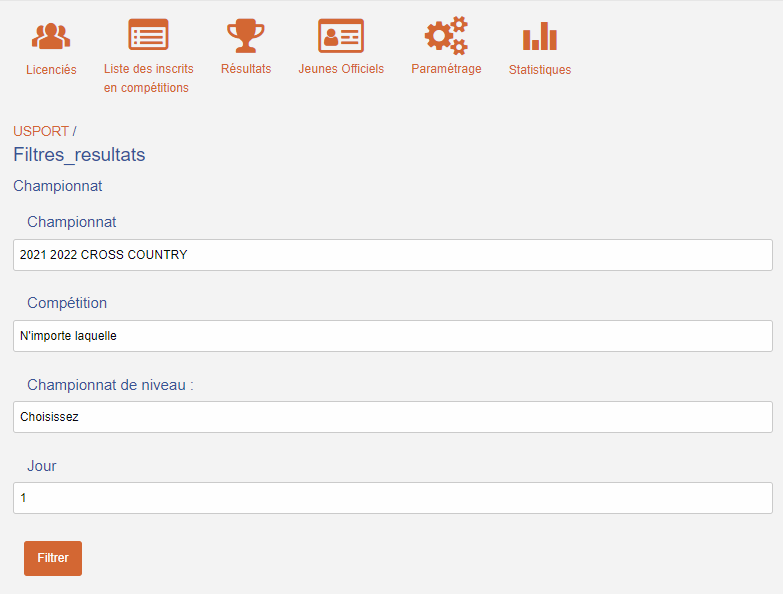 Licenciés
Liste des inscrits
en compétitions
Résultats
Jeunes Officiels
Paramétrage
Statistiques
USPORT /
Filtres_resultats
Championnat
Championnat
2021 2022 CROSS COUNTRY
Compétition
N'importe laquelle
Championnat de niveau :
Choisissez
Jour
1
Filtrer